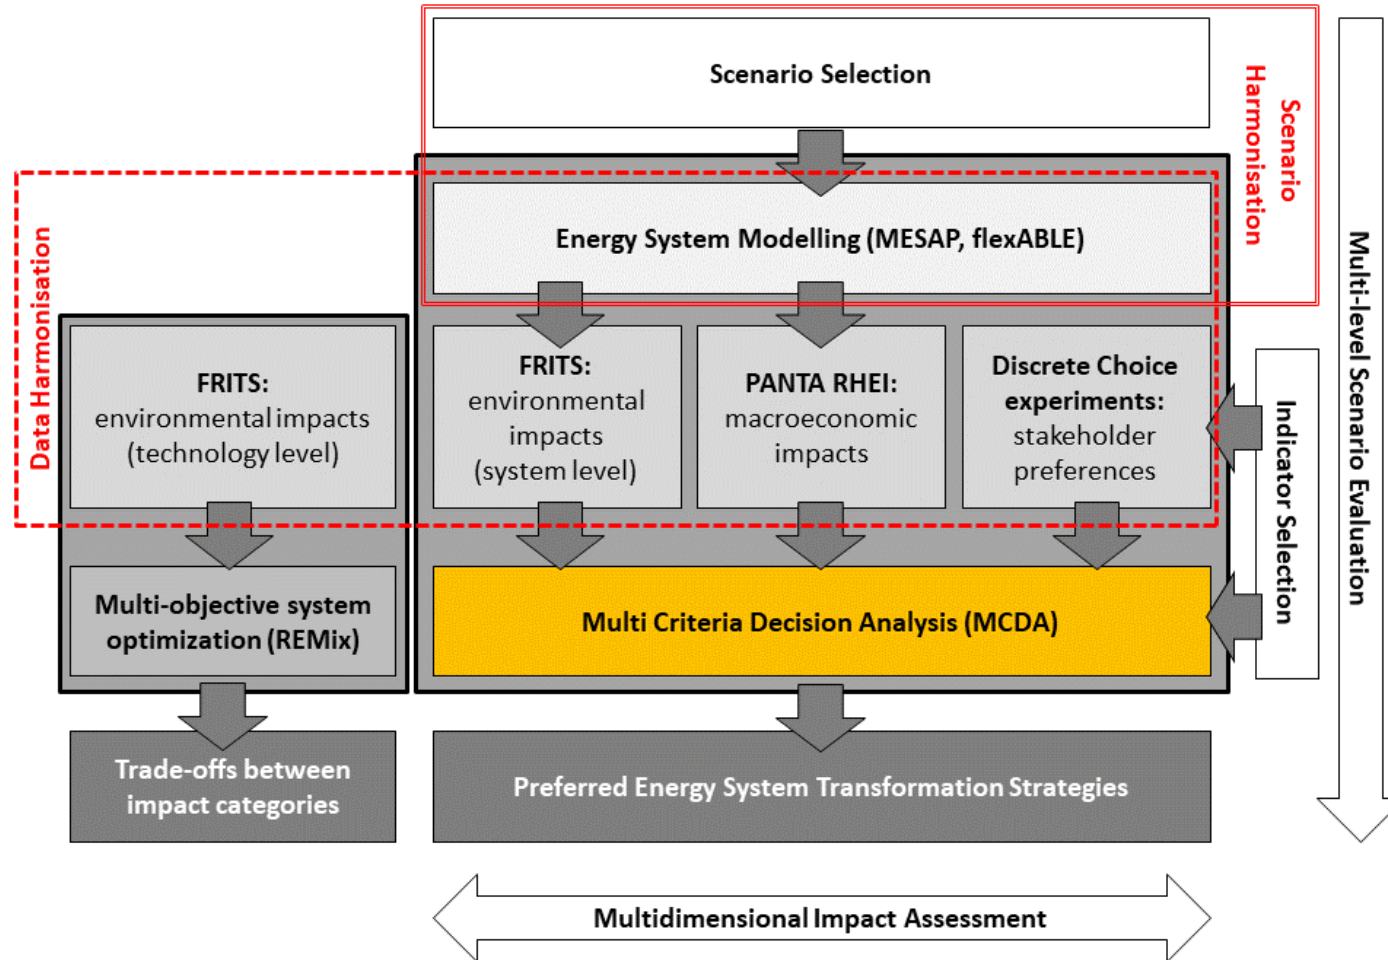 Scenario Selection
Scenario
Harmonisation
Energy System Modelling (MESAP, flexABLE)
Data Harmonisation
FRITS:
environmental impacts
(technology level)
FRITS:
environmental
impacts
(system level)
PANTA RHEI:
macroeconomic
impacts
Discrete Choice
experiments:
stakeholder
preferences
Indicator Selection
Multi-level Scenario Evaluation
Multi-objective system
optimization (REMix)
Multi Criteria Decision Analysis (MCDA)
Trade-offs between
impact categories
Preferred Energy System Transformation Strategies
Multidimensional Impact Assessment